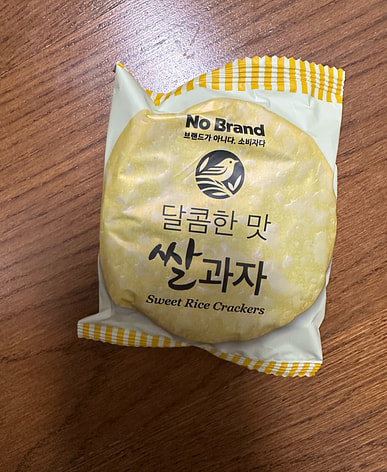 No Brand
브랜드가 아니다. 소비자다
달콤한 맛
쌀과자
Sweet Rice Crackers